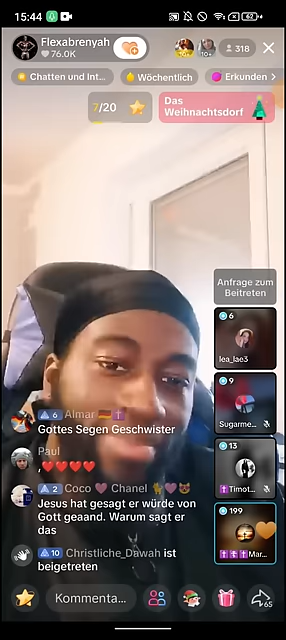 15:44
62
Flexabrenyah
76.0K
10+
318
Chatten und Int...
Wöchentlich
Erkunden
7/20
Das
Weihnachtsdorf
Anfrage zum
Beitreten
6
lea_lae3
9
Sugarme...
13
Timot...
199
Mar...
6 Almar
Gottes Segen Geschwister
Paul
,❤❤❤❤
2 Coco 💗 Chanel
Jesus hat gesagt er würde von
Gott geaand. Warum sagt er
das
10 Christliche_Dawah ist
beigetreten
Kommenta...
65